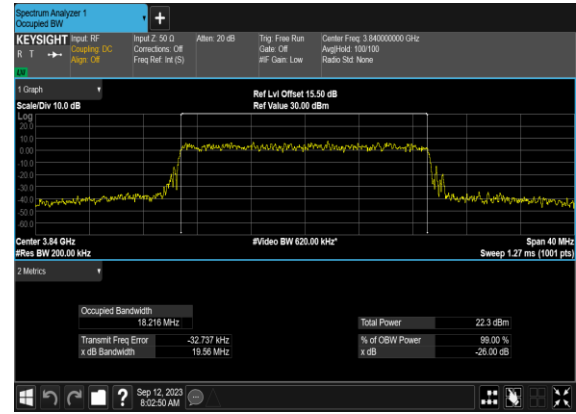 Spectrum Analyzer 1
Occupied BW
KEYSIGHT Input: RF
R T Coupling: DC
Align: Off
Input Z: 50 Ω
Corrections: Off
Freq Ref: Int (S)
Atten: 20 dB
Trig: Free Run
Gate: Off
#IF Gain: Low
Center Freq: 3.840000000 GHz
Avg|Hold: 100/100
Radio Std: None
1 Graph
Scale/Div 10.0 dB
Ref Lvl Offset 15.50 dB
Ref Value 30.00 dBm
Log
20.0
10.0
0.00
-10.0
-20.0
-30.0
-40.0
-50.0
-60.0
Center 3.84 GHz
#Res BW 200.00 kHz
#Video BW 620.00 kHz*
Span 40 MHz
Sweep 1.27 ms (1001 pts)
2 Metrics
Occupied Bandwidth
18.216 MHz
Total Power 22.3 dBm
Transmit Freq Error -32.737 kHz
% of OBW Power 99.00 %
x dB Bandwidth 19.56 MHz
x dB -26.00 dB
?
Sep 12, 2023
8:02:50 AM